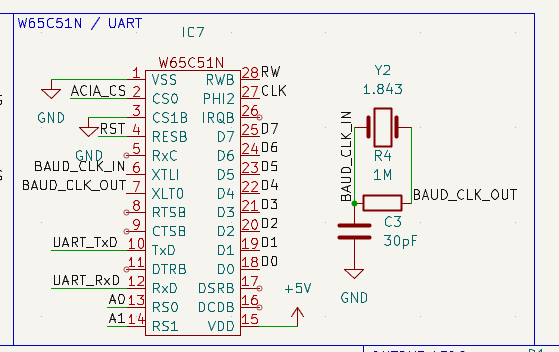 W65C51N / UART
IC7
W65C51N
1 VSS RWB 28 RW
ACIA_CS 2 CS0 PHI2 27 CLK
GND
3 CS1B IRQB 26
RST 4 RESB D7 25 D7
GND
5 RxC D6 24 D6
BAUD_CLK_IN 6 XTLI D5 23 D5
BAUD_CLK_OUT 7 XLTO D4 22 D4
8 RTSB D3 21 D3
9 CTSB D2 20 D2
UART_TxD 10 TxD D1 19 D1
11 DTRB D0 18 D0
UART_RxD 12 RxD DSRB 17
A0 13 RS0 DCDB 16
A1 14 RS1 VDD 15
+5V
Y2
1.843
BAUD_CLK_IN
R4
1M
BAUD_CLK_OUT
C3
30pF
GND